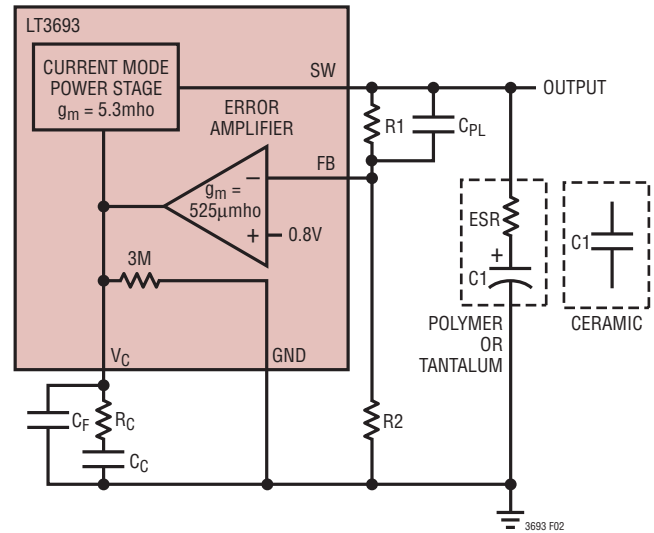 LT3693
CURRENT MODE
POWER STAGE
gm = 5.3mho
SW
OUTPUT
ERROR
AMPLIFIER
R1
CPL
FB
gm =
525µmho
–
+
0.8V
3M
ESR
+
C1
C1
POLYMER
OR
TANTALUM
CERAMIC
VC
GND
CF
RC
CC
R2
3693 F02